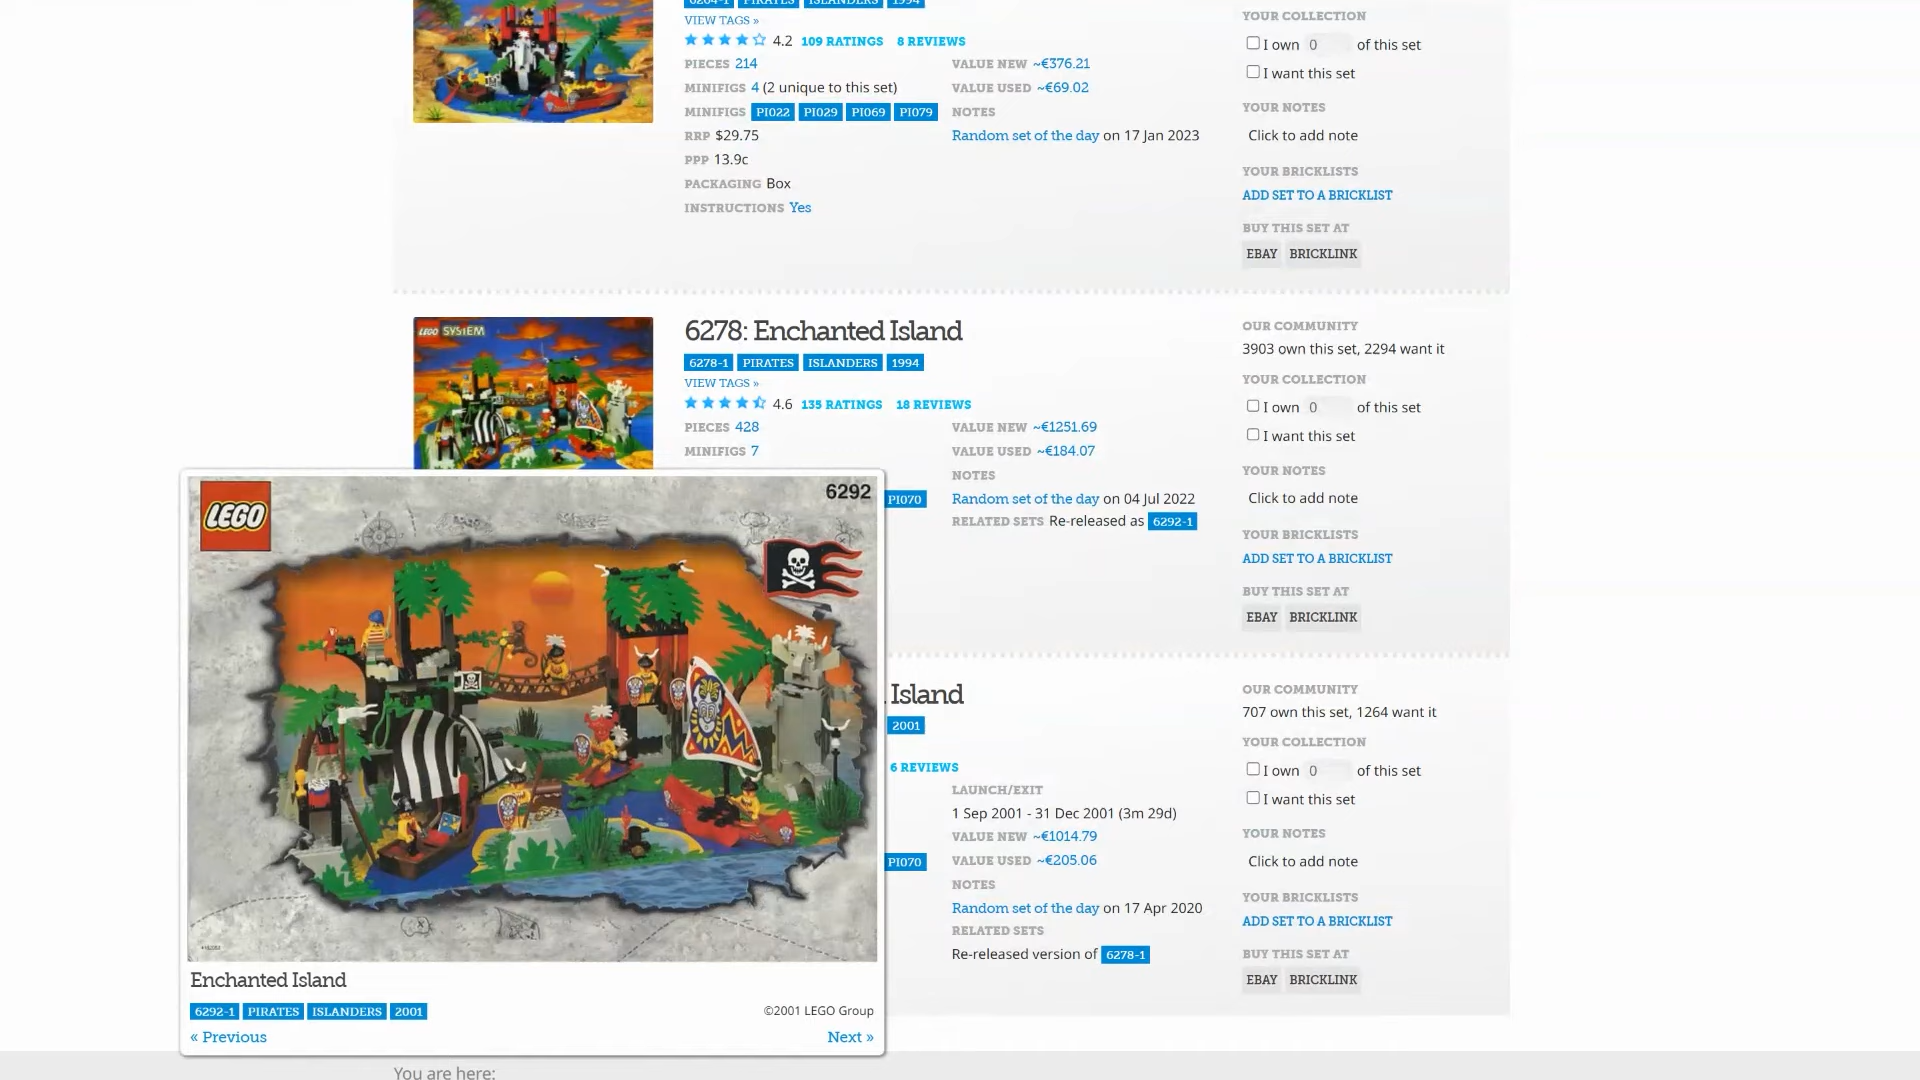 6264-1 PIRATES ISLANDERS 1994
VIEW TAGS »
4.2 109 RATINGS 8 REVIEWS
PIECES 214
MINIFIGS 4 (2 unique to this set)
MINIFIGS PI022 PI029 PI069 PI079
RRP $29.75
PPP 13.9c
PACKAGING Box
INSTRUCTIONS Yes
VALUE NEW ~€376.21
VALUE USED ~€69.02
NOTES
Random set of the day on 17 Jan 2023
YOUR COLLECTION
I own 0 of this set
I want this set
YOUR NOTES
Click to add note
YOUR BRICKLISTS
ADD SET TO A BRICKLIST
BUY THIS SET AT
EBAY BRICKLINK
LEGO SYSTEM
6278: Enchanted Island
6278-1 PIRATES ISLANDERS 1994
VIEW TAGS »
4.6 135 RATINGS 18 REVIEWS
PIECES 428
MINIFIGS 7
PI070
VALUE NEW ~€1251.69
VALUE USED ~€184.07
NOTES
Random set of the day on 04 Jul 2022
RELATED SETS Re-released as 6292-1
OUR COMMUNITY
3903 own this set, 2294 want it
YOUR COLLECTION
I own 0 of this set
I want this set
YOUR NOTES
Click to add note
YOUR BRICKLISTS
ADD SET TO A BRICKLIST
BUY THIS SET AT
EBAY BRICKLINK
LEGO
6292
Enchanted Island
6292-1 PIRATES ISLANDERS 2001
©2001 LEGO Group
« Previous
Next »
Island
2001
6 REVIEWS
PI070
LAUNCH/EXIT
1 Sep 2001 - 31 Dec 2001 (3m 29d)
VALUE NEW ~€1014.79
VALUE USED ~€205.06
NOTES
Random set of the day on 17 Apr 2020
RELATED SETS
Re-released version of 6278-1
OUR COMMUNITY
707 own this set, 1264 want it
YOUR COLLECTION
I own 0 of this set
I want this set
YOUR NOTES
Click to add note
YOUR BRICKLISTS
ADD SET TO A BRICKLIST
BUY THIS SET AT
EBAY BRICKLINK
You are here: